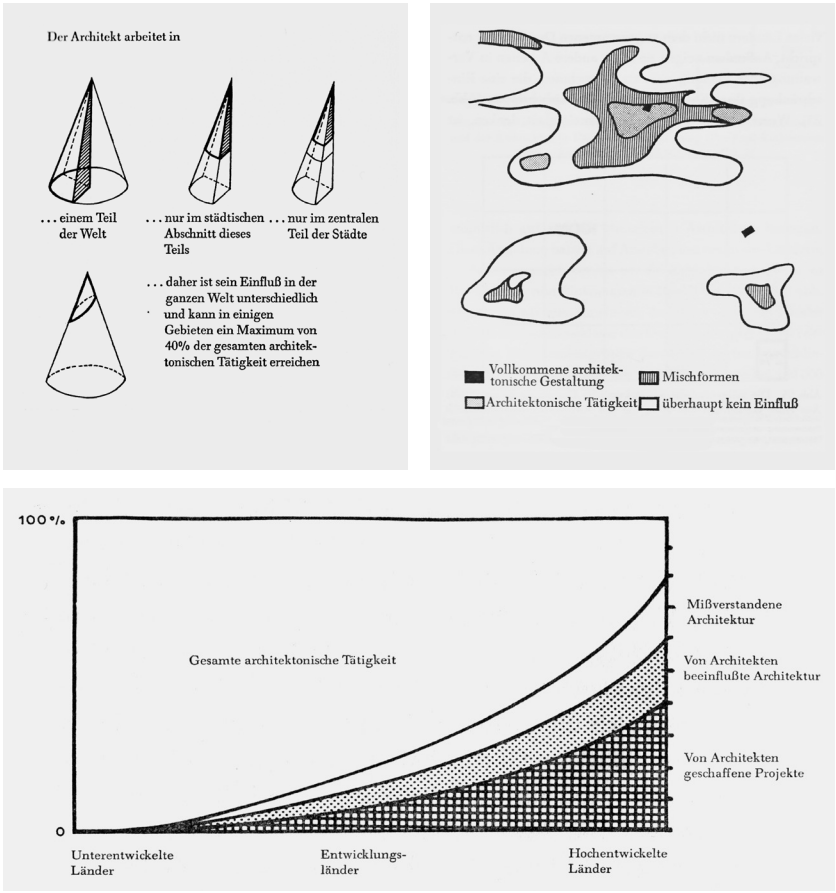 Der Architekt arbeitet in
... einem Teil
der Welt
... nur im städtischen
Abschnitt dieses
Teils
... nur im zentralen
Teil der Städte
... daher ist sein Einfluß in der
ganzen Welt unterschiedlich
und kann in einigen
Gebieten ein Maximum von
40% der gesamten architek-
tonischen Tätigkeit erreichen
Vollkommene architek-
tonische Gestaltung
Mischformen
Architektonische Tätigkeit
überhaupt kein Einfluß
100%
Gesamte architektonische Tätigkeit
Mißverstandene
Architektur
Von Architekten
beeinflußte Architektur
Von Architekten
geschaffene Projekte
0
Unterentwickelte
Länder
Entwicklungs-
länder
Hochentwickelte
Länder